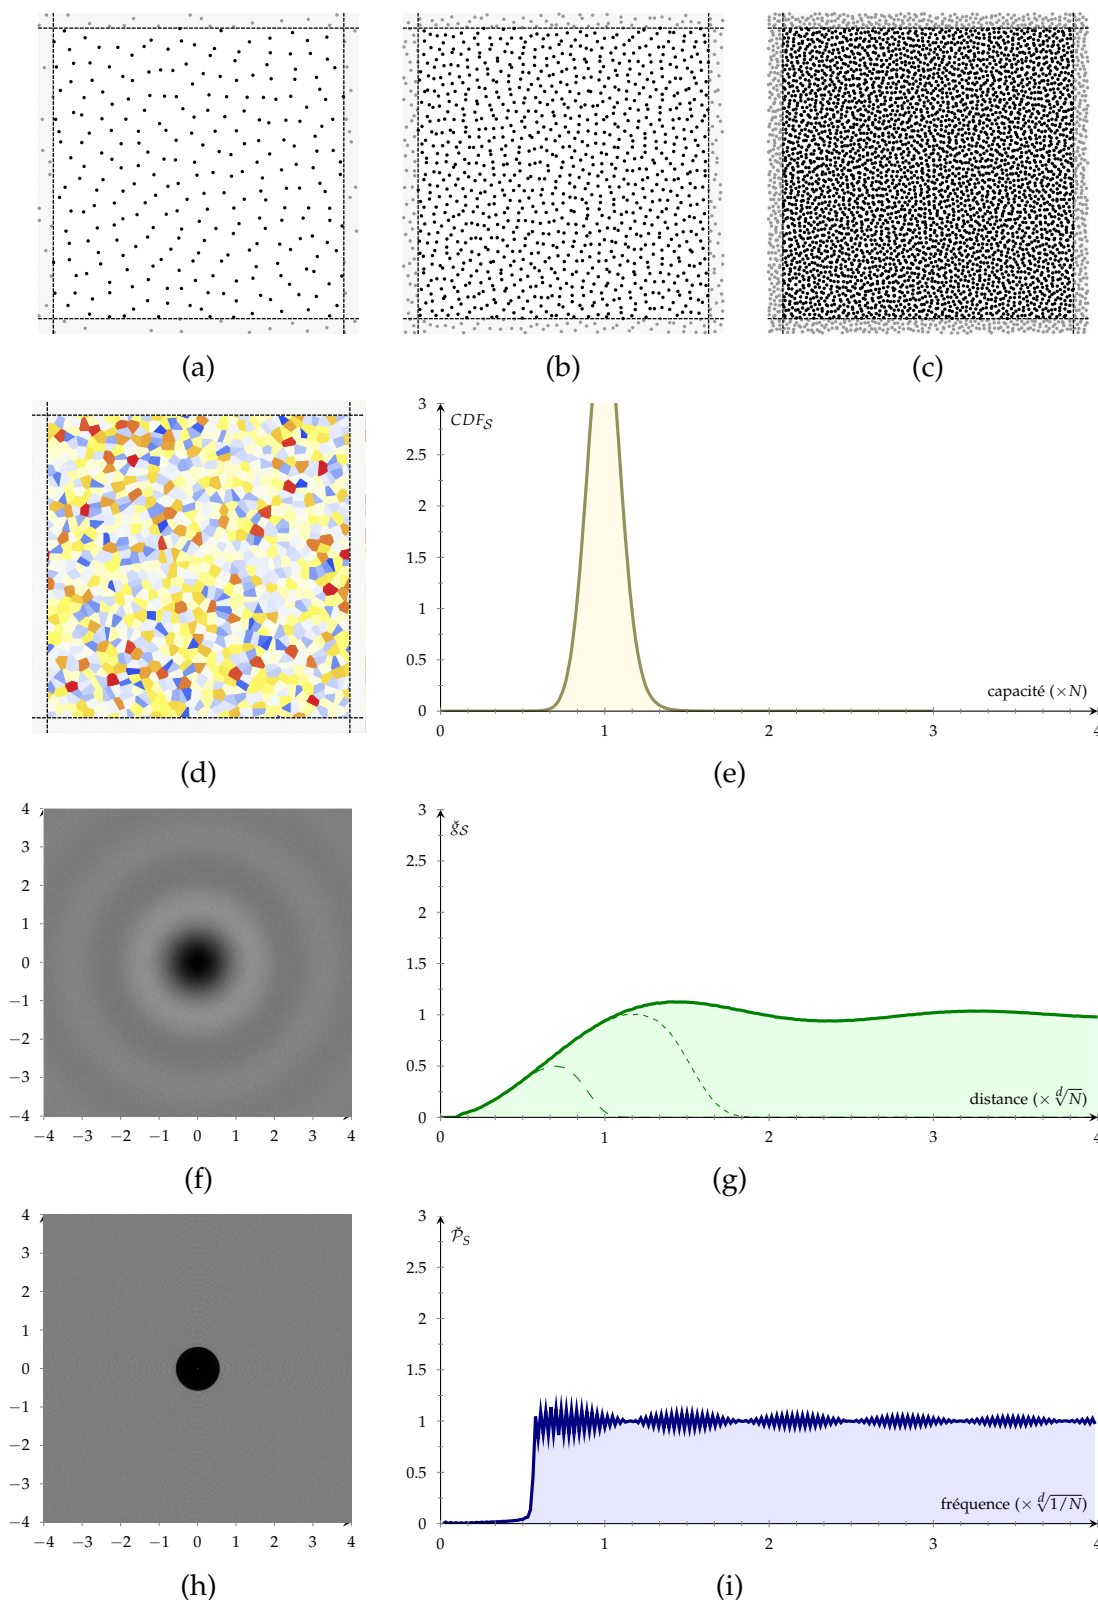 (a) (b) (c)
3
2.5
2
1.5
1
0.5
0
CDF_S
capacité (×N)
0 1 2 3 4
(d) (e)
4
3
2
1
0
−1
−2
−3
−4
−4 −3 −2 −1 0 1 2 3 4
3
2.5
2
1.5
1
0.5
0
ǧ_S
distance (× ᵈ√N)
0 1 2 3 4
(f) (g)
4
3
2
1
0
−1
−2
−3
−4
−4 −3 −2 −1 0 1 2 3 4
3
2.5
2
1.5
1
0.5
0
P̌_S
fréquence (× ᵈ√1/N)
0 1 2 3 4
(h) (i)